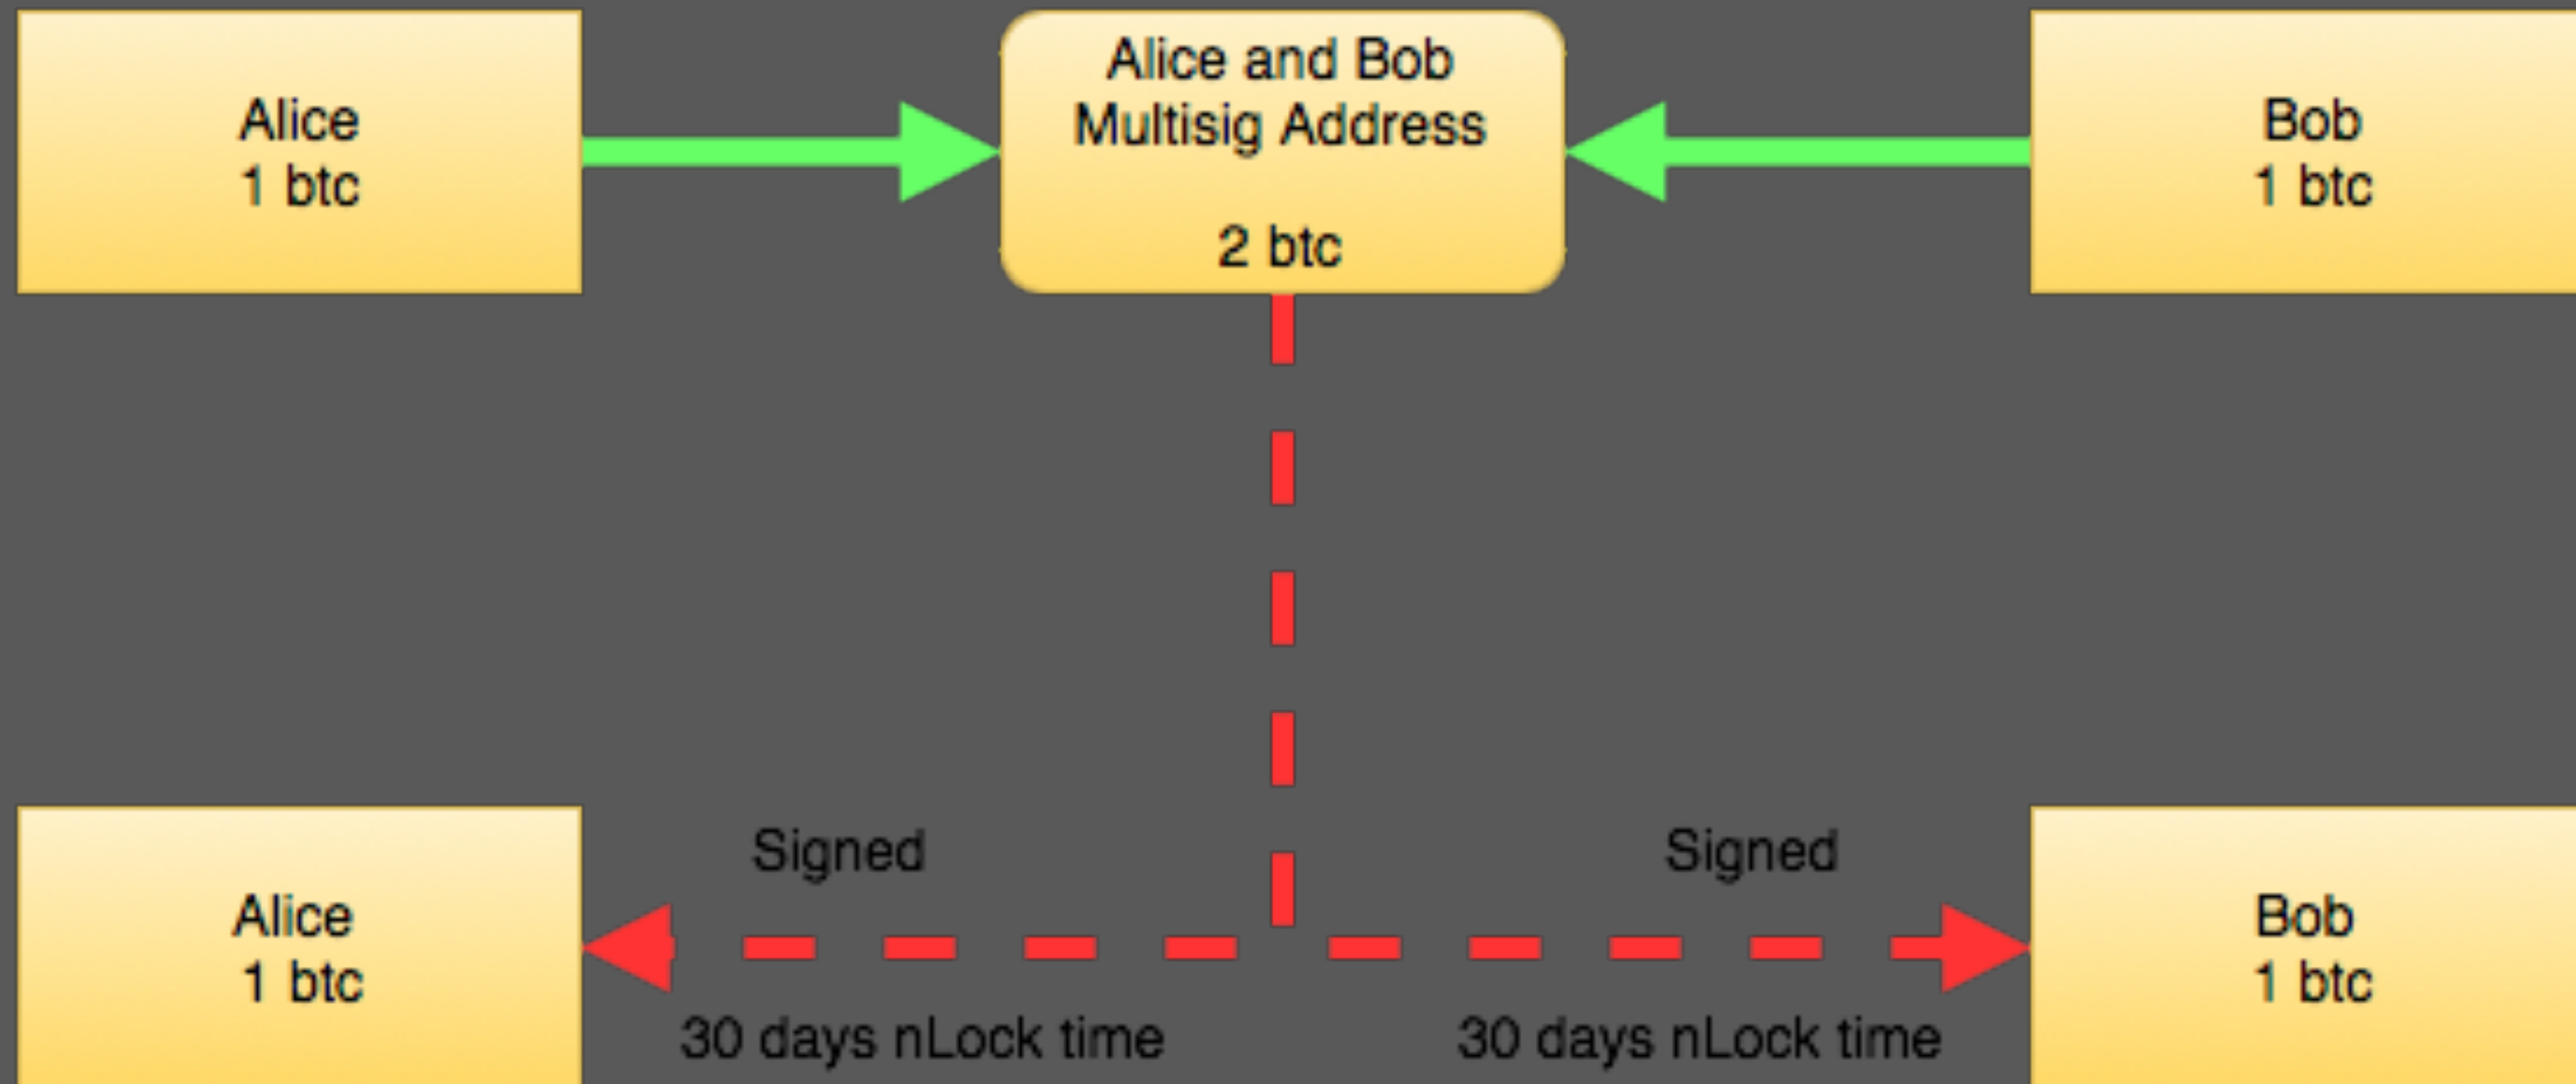 Alice
1 btc
Alice and Bob
Multisig Address
2 btc
Bob
1 btc
Alice
1 btc
Signed
30 days nLock time
Signed
30 days nLock time
Bob
1 btc